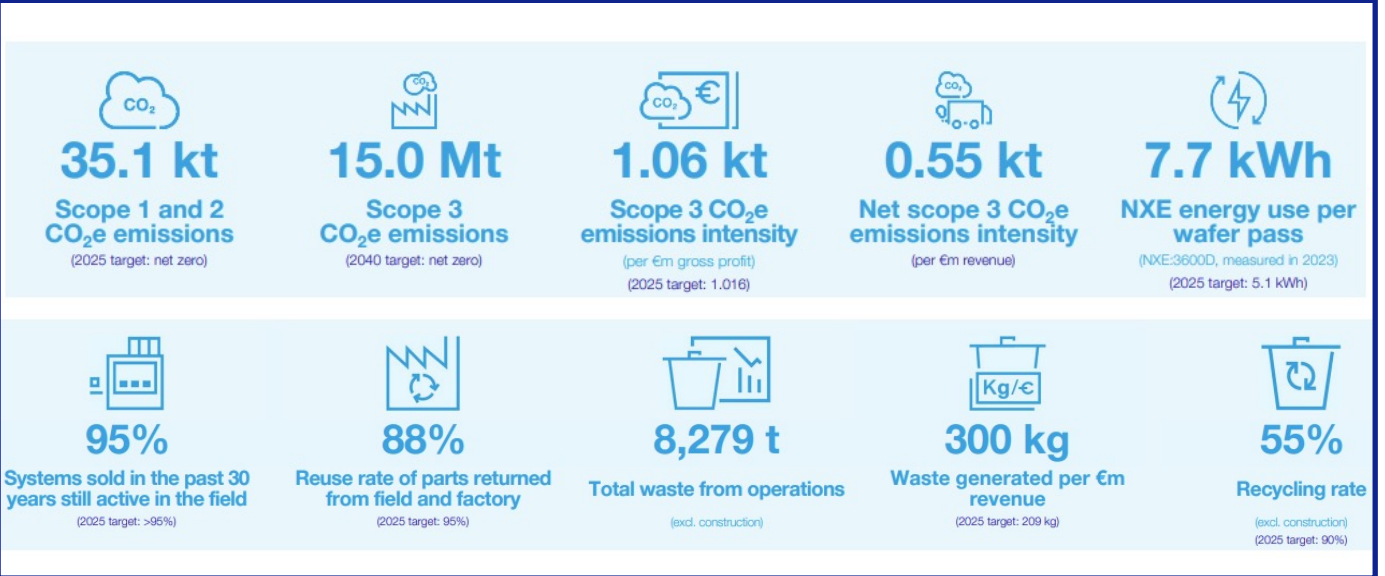 CO₂
CO₂
CO₂ €
CO₂
35.1 kt
15.0 Mt
1.06 kt
0.55 kt
7.7 kWh
Scope 1 and 2
CO₂e emissions
(2025 target: net zero)
Scope 3
CO₂e emissions
(2040 target: net zero)
Scope 3 CO₂e
emissions intensity
(per €m gross profit)
(2025 target: 1.016)
Net scope 3 CO₂e
emissions intensity
(per €m revenue)
NXE energy use per
wafer pass
(NXE:3600D, measured in 2023)
(2025 target: 5.1 kWh)
Kg/€
95%
88%
8,279 t
300 kg
55%
Systems sold in the past 30
years still active in the field
(2025 target: >95%)
Reuse rate of parts returned
from field and factory
(2025 target: 95%)
Total waste from operations
(excl. construction)
Waste generated per €m
revenue
(2025 target: 209 kg)
Recycling rate
(excl. construction)
(2025 target: 90%)